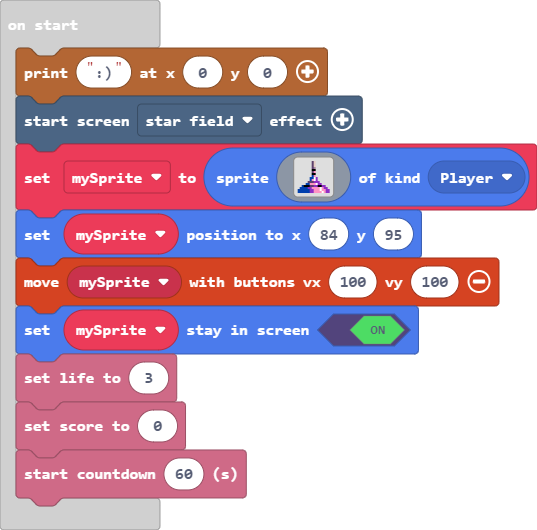 on start
print ":)" at x 0 y 0
start screen star field effect
set mySprite to sprite of kind Player
set mySprite position to x 84 y 95
move mySprite with buttons vx 100 vy 100
set mySprite stay in screen ON
set life to 3
set score to 0
start countdown 60 (s)